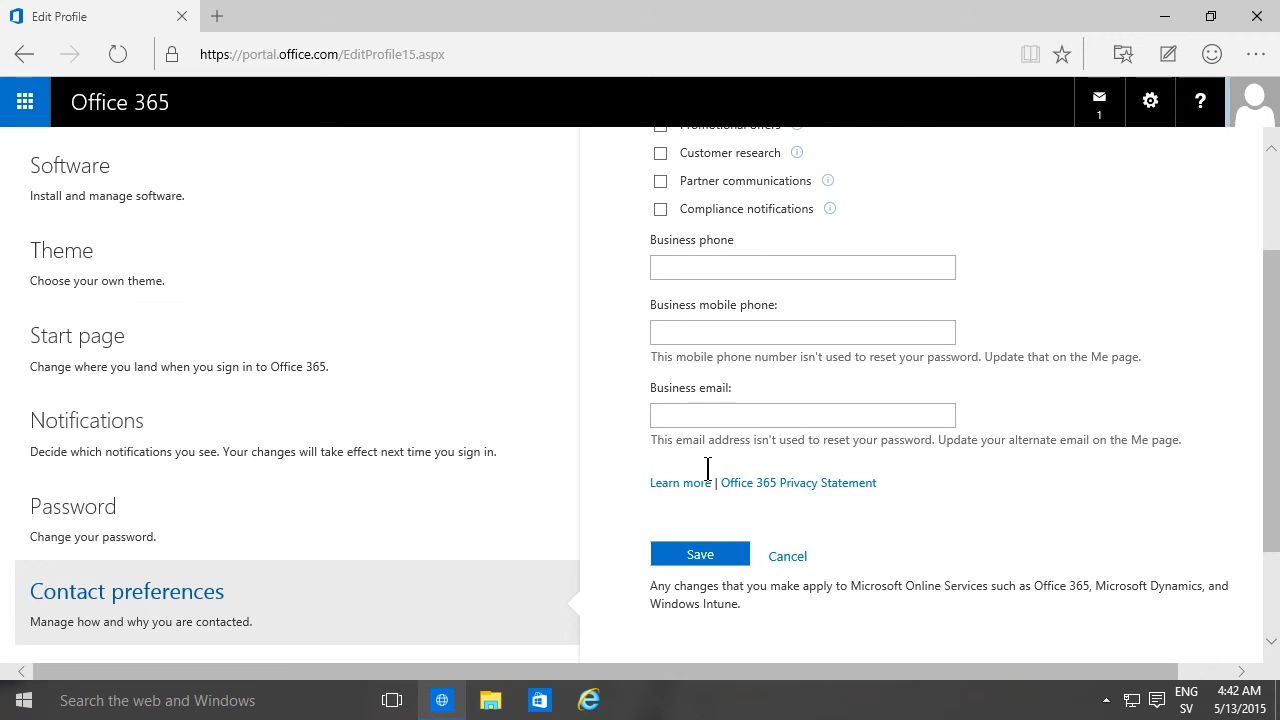 Edit Profile
https://portal.office.com/EditProfile15.aspx
Office 365
1
?
Software
Install and manage software.
Theme
Choose your own theme.
Start page
Change where you land when you sign in to Office 365.
Notifications
Decide which notifications you see. Your changes will take effect next time you sign in.
Password
Change your password.
Contact preferences
Manage how and why you are contacted.
Promotional offers
Customer research
Partner communications
Compliance notifications
Business phone
Business mobile phone:
This mobile phone number isn't used to reset your password. Update that on the Me page.
Business email:
This email address isn't used to reset your password. Update your alternate email on the Me page.
Learn more | Office 365 Privacy Statement
Save Cancel
Any changes that you make apply to Microsoft Online Services such as Office 365, Microsoft Dynamics, and
Windows Intune.
Search the web and Windows
ENG 4:42 AM
SV 5/13/2015